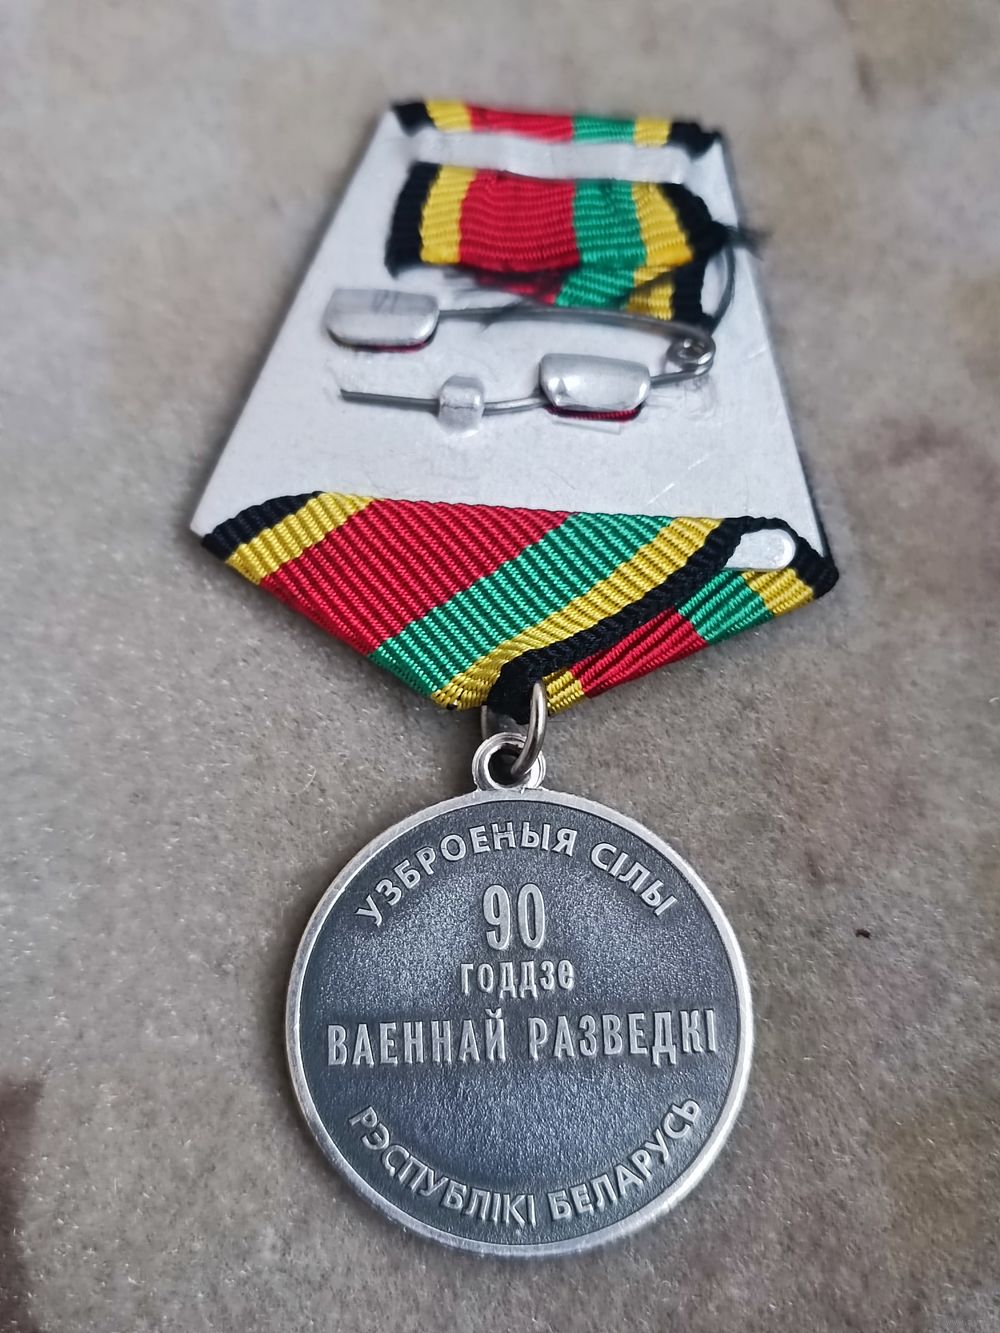 УЗБРОЕНЫЯ СІЛЫ
90
годдзе
ВАЕННАЙ РАЗВЕДКІ
РЭСПУБЛІКІ БЕЛАРУСЬ